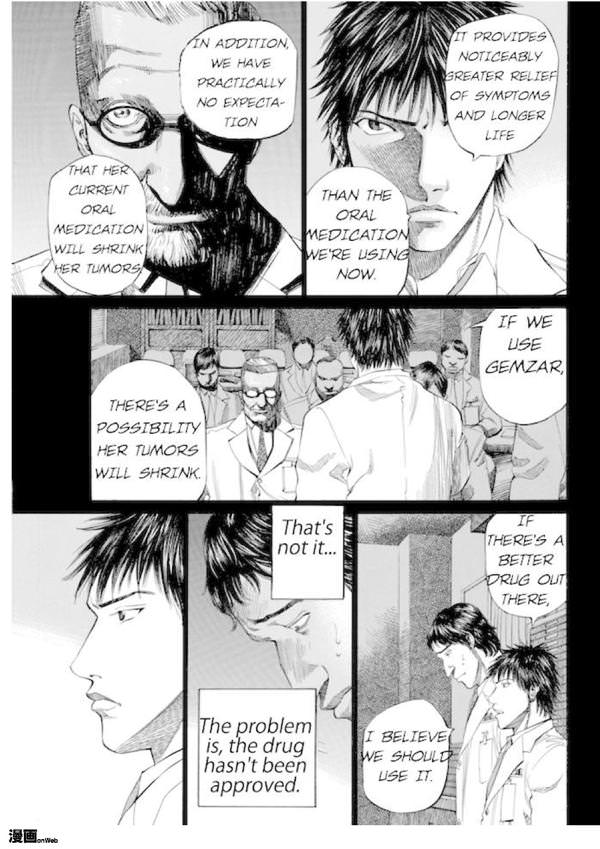 IT PROVIDES
NOTICEABLY
GREATER RELIEF
OF SYMPTOMS
AND LONGER
LIFE
THAN THE
ORAL
MEDICATION
WE'RE USING
NOW.
IN ADDITION,
WE HAVE
PRACTICALLY
NO EXPECTA-
TION
THAT HER
CURRENT
ORAL
MEDICATION
WILL SHRINK
HER TUMORS.
IF WE
USE
GEMZAR,
THERE'S A
POSSIBILITY
HER TUMORS
WILL SHRINK.
IF
THERE'S A
BETTER
DRUG OUT
THERE,
I BELIEVE
WE SHOULD
USE IT.
That's
not it...
The problem
is, the drug
hasn't been
approved.
漫画onWeb